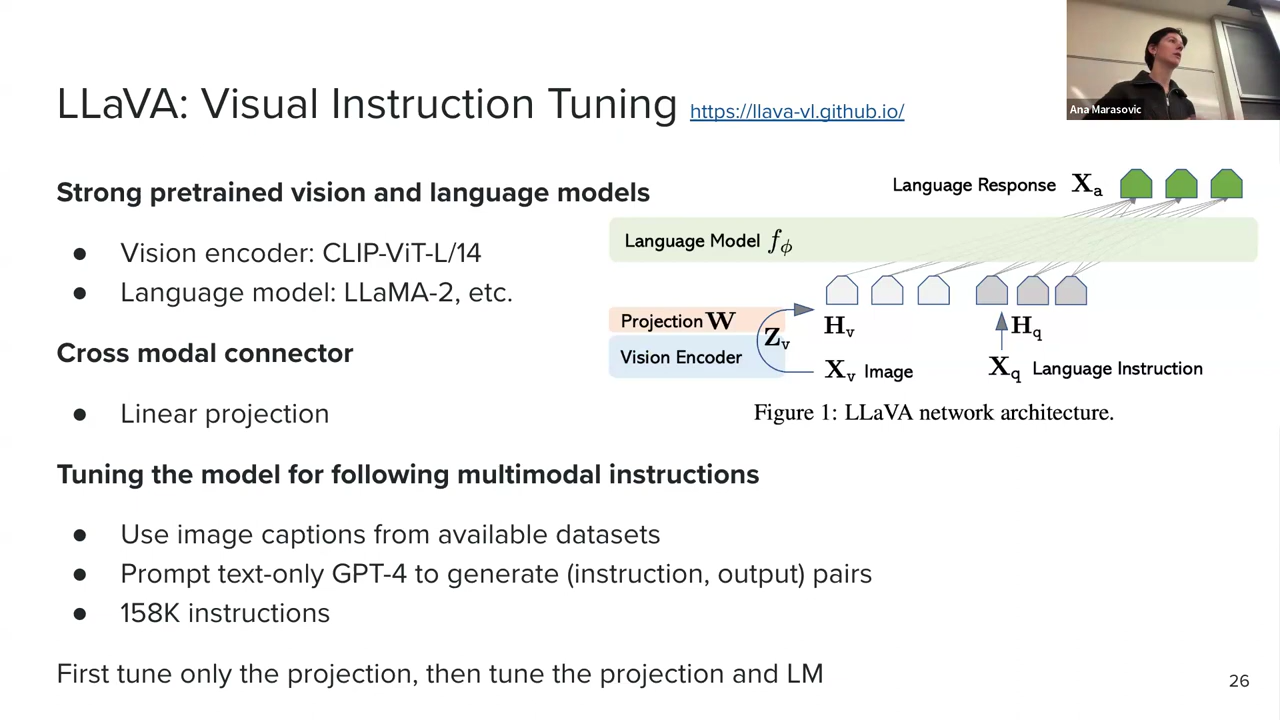 LLaVA: Visual Instruction Tuning https://llava-vl.github.io/
Ana Marasovic
Strong pretrained vision and language models
● Vision encoder: CLIP-ViT-L/14
● Language model: LLaMA-2, etc.
Cross modal connector
● Linear projection
Tuning the model for following multimodal instructions
● Use image captions from available datasets
● Prompt text-only GPT-4 to generate (instruction, output) pairs
● 158K instructions
First tune only the projection, then tune the projection and LM
Language Response Xa
Language Model fϕ
Projection W
Vision Encoder
Zv
Hv
Hq
Xv Image
Xq Language Instruction
Figure 1: LLaVA network architecture.
26